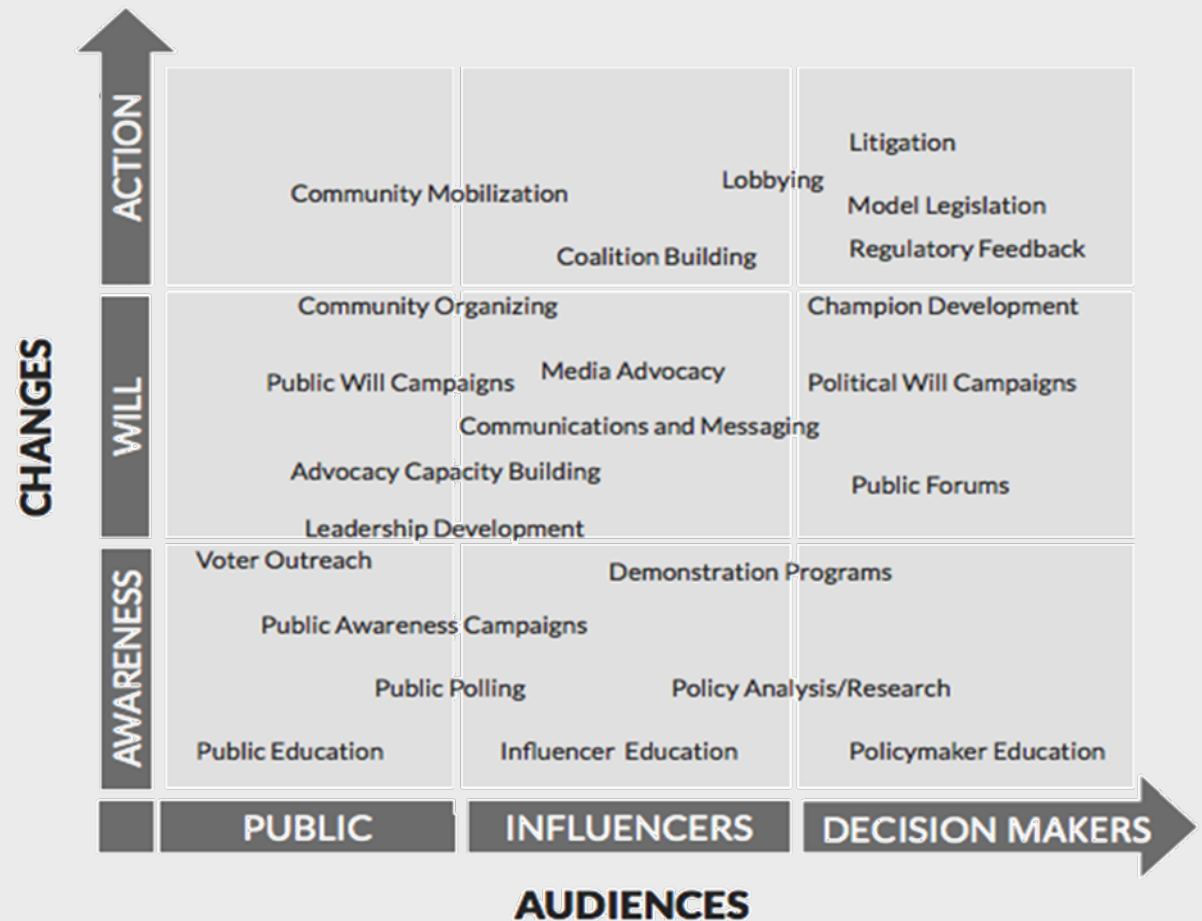 ACTION
Litigation
Lobbying
Community Mobilization
Model Legislation
Regulatory Feedback
Coalition Building
CHANGES
WILL
Community Organizing
Champion Development
Media Advocacy
Public Will Campaigns
Political Will Campaigns
Communications and Messaging
Advocacy Capacity Building
Public Forums
Leadership Development
AWARENESS
Voter Outreach
Demonstration Programs
Public Awareness Campaigns
Public Polling
Policy Analysis/Research
Public Education
Influencer Education
Policymaker Education
PUBLIC
INFLUENCERS
DECISION MAKERS
AUDIENCES